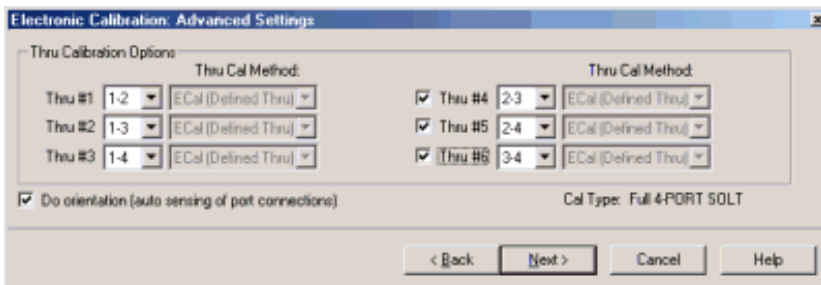 Electronic Calibration: Advanced Settings
Thru Calibration Options
Thru Cal Method:
Thru Cal Method:
Thru #1 1-2 ECal (Defined Thru)
Thru #4 2-3 ECal (Defined Thru)
Thru #2 1-3 ECal (Defined Thru)
Thru #5 2-4 ECal (Defined Thru)
Thru #3 1-4 ECal (Defined Thru)
Thru #6 3-4 ECal (Defined Thru)
Do orientation (auto sensing of port connections)
Cal Type: Full 4-PORT SOLT
< Back
Next >
Cancel
Help